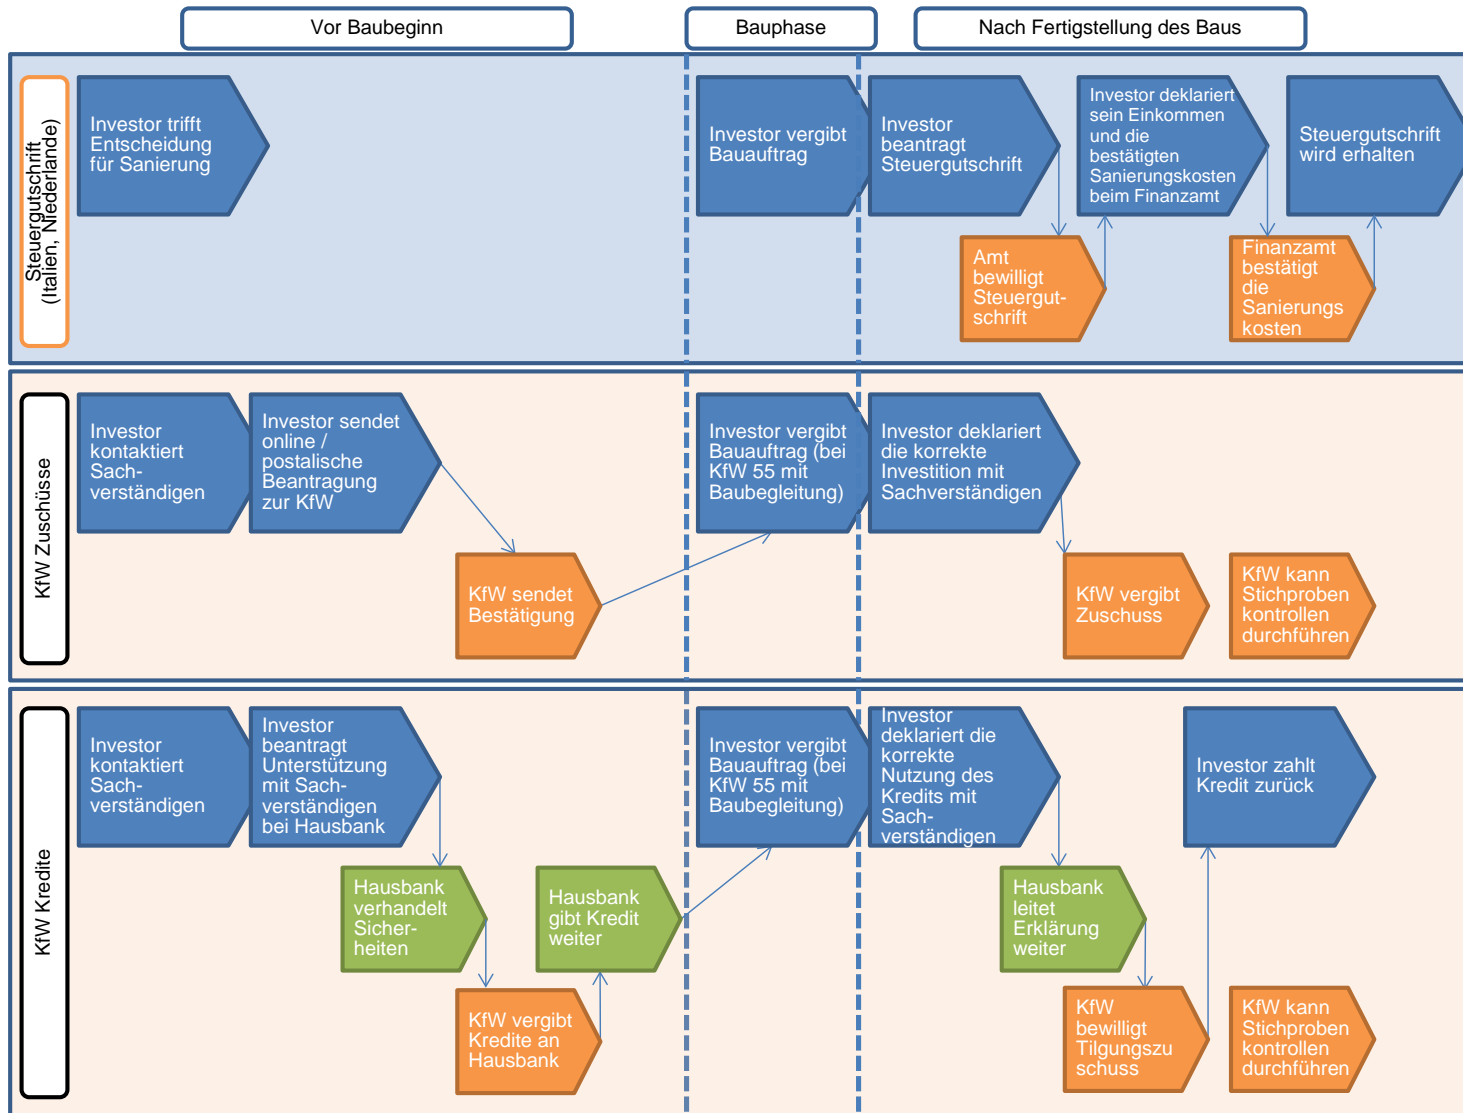 Vor Baubeginn
Bauphase
Nach Fertigstellung des Baus
Steuergutschrift
(Italien, Niederlande)
Investor trifft
Entscheidung
für Sanierung
Investor vergibt
Bauauftrag
Investor
beantragt
Steuergutschrift
Investor deklariert
sein Einkommen
und die
bestätigten
Sanierungskosten
beim Finanzamt
Steuergutschrift
wird erhalten
Amt
bewilligt
Steuergut-
schrift
Finanzamt
bestätigt
die
Sanierungs
kosten
KfW Zuschüsse
Investor
kontaktiert
Sach-
verständigen
Investor sendet
online /
postalische
Beantragung
zur KfW
Investor vergibt
Bauauftrag (bei
KfW 55 mit
Baubegleitung)
Investor deklariert
die korrekte
Investition mit
Sachverständigen
KfW sendet
Bestätigung
KfW vergibt
Zuschuss
KfW kann
Stichproben
kontrollen
durchführen
KfW Kredite
Investor
kontaktiert
Sach-
verständigen
Investor
beantragt
Unterstützung
mit Sach-
verständigen
bei Hausbank
Investor vergibt
Bauauftrag (bei
KfW 55 mit
Baubegleitung)
Investor
deklariert die
korrekte
Nutzung des
Kredits mit
Sach-
verständigen
Investor zahlt
Kredit zurück
Hausbank
verhandelt
Sicher-
heiten
Hausbank
gibt Kredit
weiter
Hausbank
leitet
Erklärung
weiter
KfW vergibt
Kredite an
Hausbank
KfW
bewilligt
Tilgungszu
schuss
KfW kann
Stichproben
kontrollen
durchführen